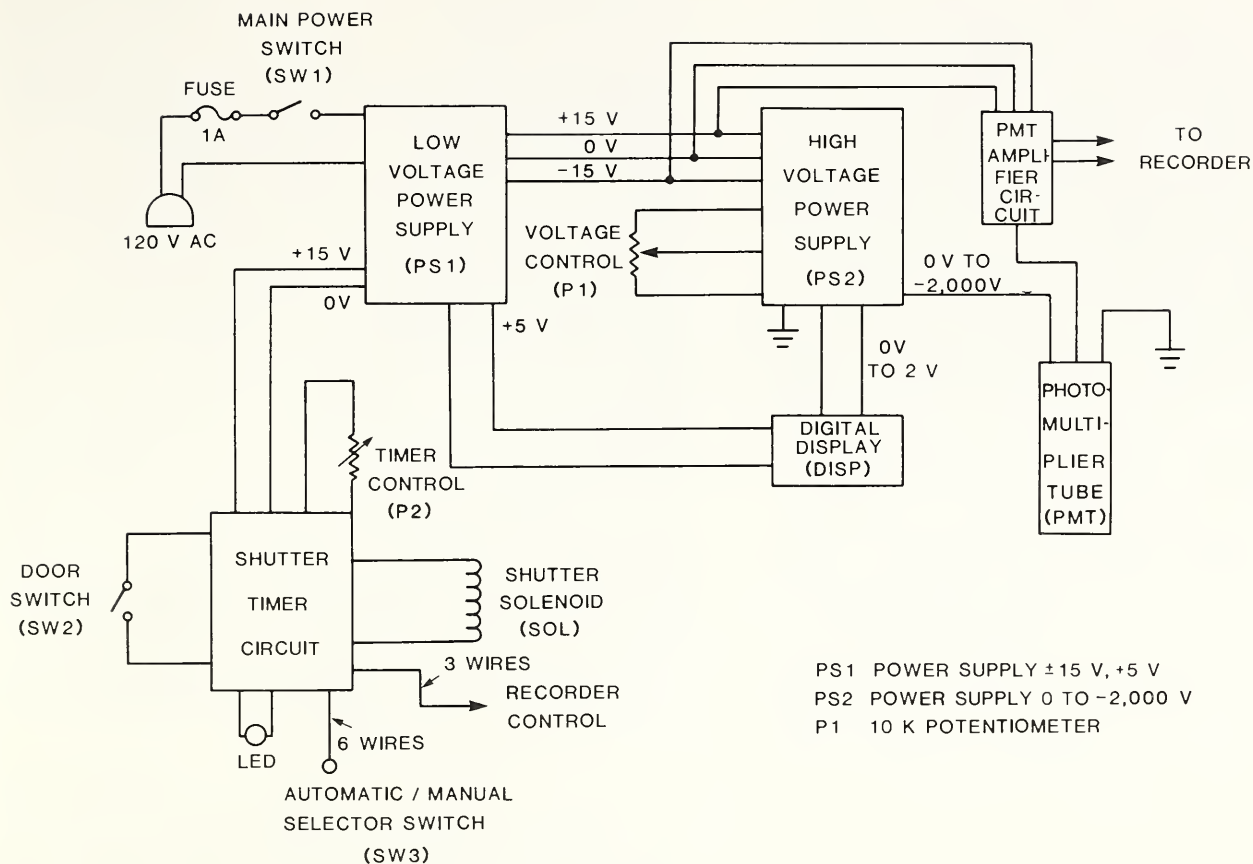 MAIN POWER
SWITCH
(SW1)
FUSE
1A
120 V AC
LOW
VOLTAGE
POWER
SUPPLY
(PS1)
+15 V
0 V
-15 V
+15 V
0V
+5 V
VOLTAGE
CONTROL
(P1)
HIGH
VOLTAGE
POWER
SUPPLY
(PS2)
0V
TO 2 V
0 V TO
-2,000V
PMT
AMPLI-
FIER
CIR-
CUIT
TO
RECORDER
PHOTO-
MULTI-
PLIER
TUBE
(PMT)
DIGITAL
DISPLAY
(DISP)
TIMER
CONTROL
(P2)
DOOR
SWITCH
(SW2)
SHUTTER
TIMER
CIRCUIT
SHUTTER
SOLENOID
(SOL)
3 WIRES
RECORDER
CONTROL
6 WIRES
LED
AUTOMATIC / MANUAL
SELECTOR SWITCH
(SW3)
PS1 POWER SUPPLY ±15 V, +5 V
PS2 POWER SUPPLY 0 TO -2,000 V
P1 10 K POTENTIOMETER